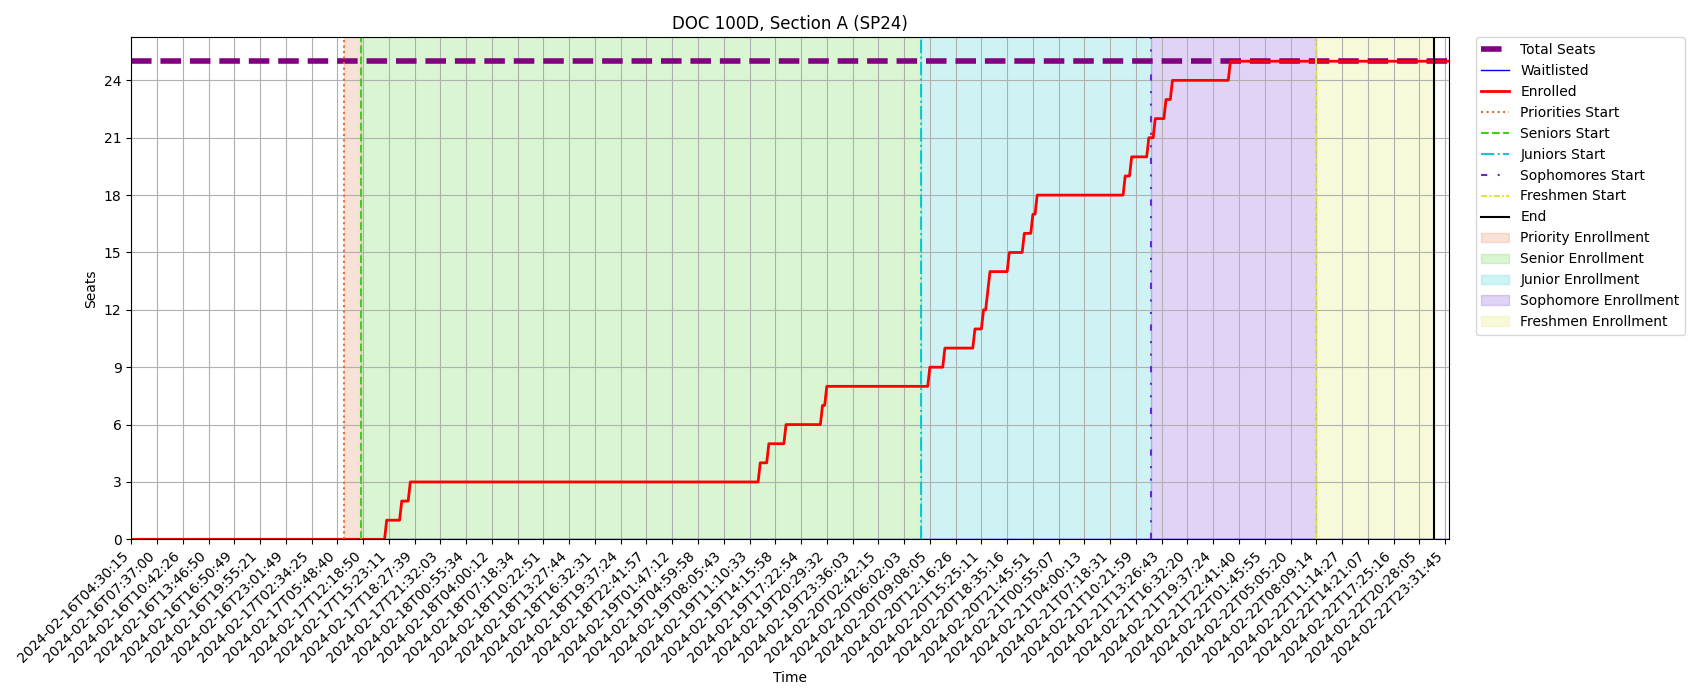 DOC 100D, Section A (SP24)
Total Seats
Waitlisted
Enrolled
Priorities Start
Seniors Start
Juniors Start
Sophomores Start
Freshmen Start
End
Priority Enrollment
Senior Enrollment
Junior Enrollment
Sophomore Enrollment
Freshmen Enrollment
Seats
24
21
18
15
12
9
6
3
0
2024-02-16T04:30:15
2024-02-16T07:37:00
2024-02-16T10:42:26
2024-02-16T13:46:50
2024-02-16T16:50:49
2024-02-16T19:55:21
2024-02-16T23:01:49
2024-02-17T02:34:25
2024-02-17T05:48:40
2024-02-17T12:18:50
2024-02-17T15:23:11
2024-02-17T18:27:39
2024-02-17T21:32:03
2024-02-18T00:55:34
2024-02-18T04:00:12
2024-02-18T07:18:34
2024-02-18T10:22:51
2024-02-18T13:27:44
2024-02-18T16:32:31
2024-02-18T19:37:24
2024-02-18T22:41:57
2024-02-19T01:47:12
2024-02-19T04:59:58
2024-02-19T08:05:43
2024-02-19T11:10:33
2024-02-19T14:15:58
2024-02-19T17:22:54
2024-02-19T20:29:32
2024-02-19T23:36:03
2024-02-20T02:42:15
2024-02-20T06:02:03
2024-02-20T09:08:05
2024-02-20T12:16:26
2024-02-20T15:25:11
2024-02-20T18:35:16
2024-02-20T21:45:51
2024-02-21T00:55:07
2024-02-21T04:00:13
2024-02-21T07:18:31
2024-02-21T10:21:59
2024-02-21T13:26:43
2024-02-21T16:32:20
2024-02-21T19:37:24
2024-02-21T22:41:40
2024-02-22T01:45:55
2024-02-22T05:05:20
2024-02-22T08:09:14
2024-02-22T11:14:27
2024-02-22T14:21:07
2024-02-22T17:25:16
2024-02-22T20:28:05
2024-02-22T23:31:45
Time